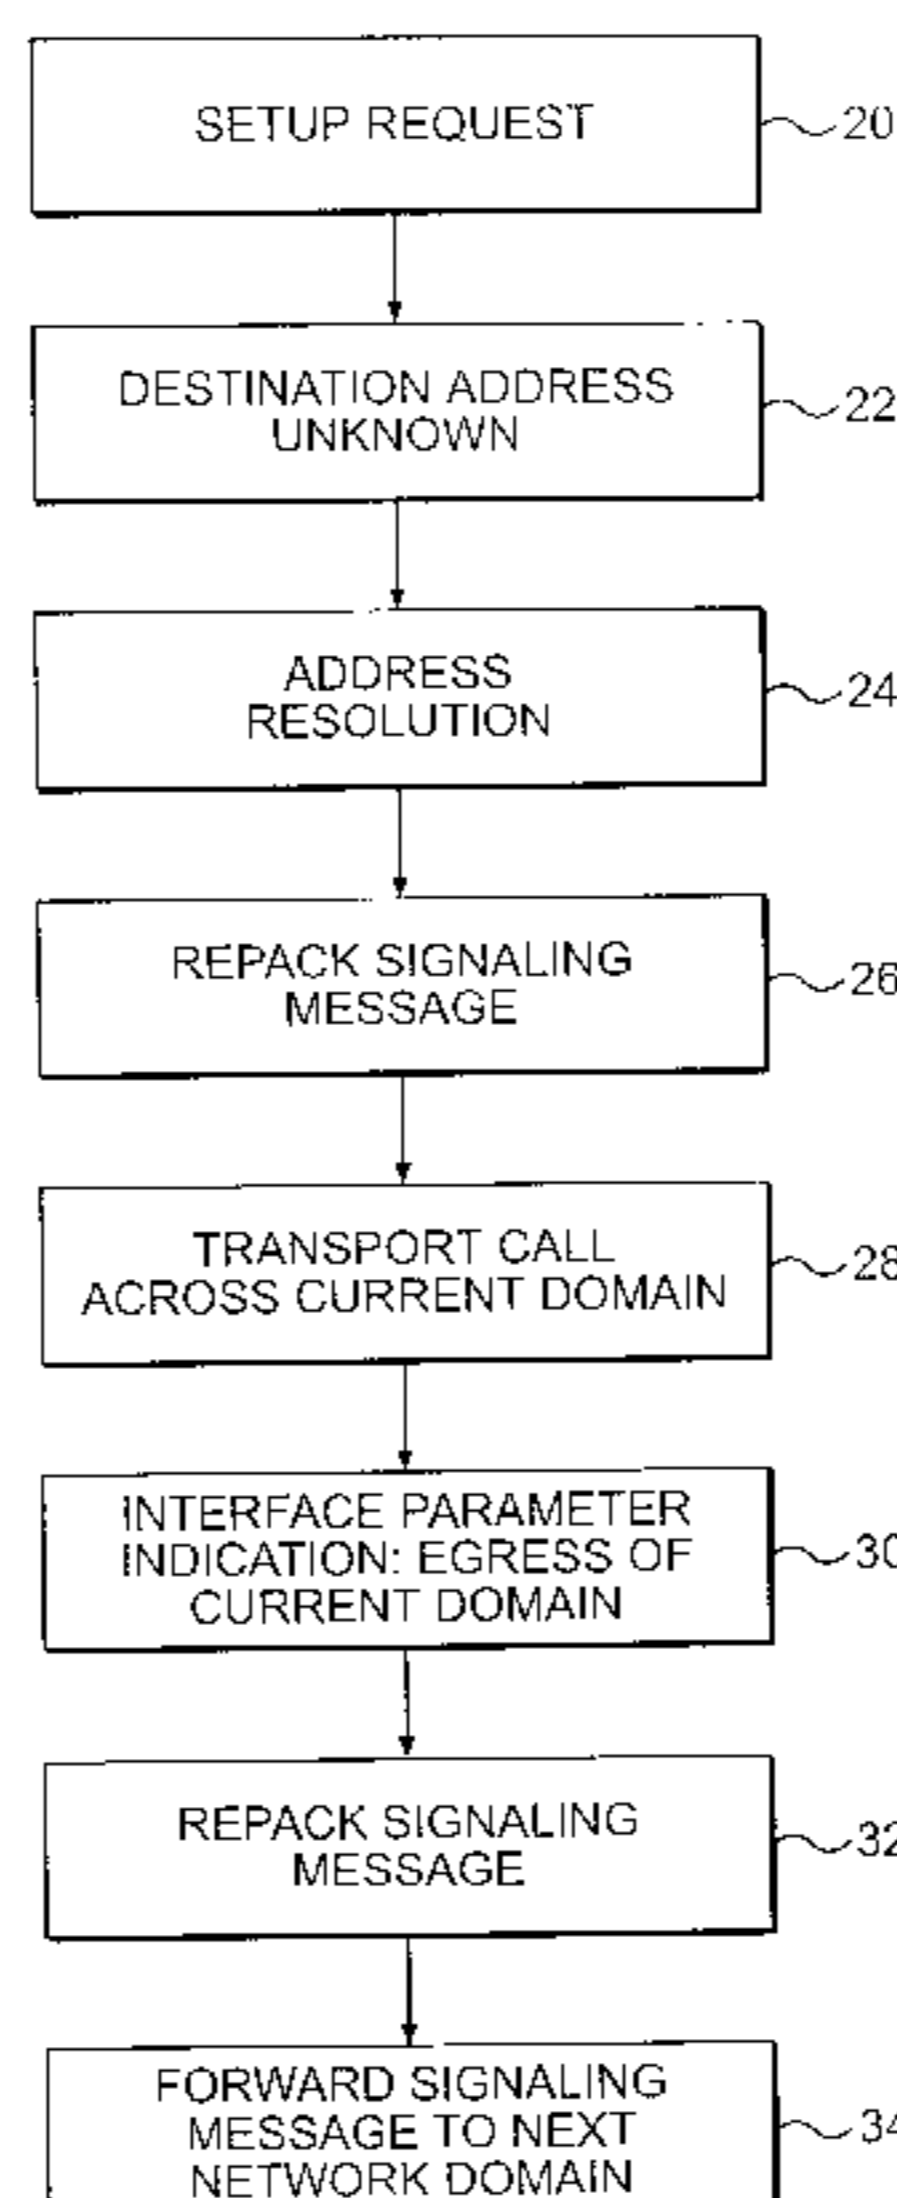 SETUP REQUEST
20
DESTINATION ADDRESS
UNKNOWN
22
ADDRESS
RESOLUTION
24
REPACK SIGNALING
MESSAGE
26
TRANSPORT CALL
ACROSS CURRENT DOMAIN
28
INTERFACE PARAMETER
INDICATION: EGRESS OF
CURRENT DOMAIN
30
REPACK SIGNALING
MESSAGE
32
FORWARD SIGNALING
MESSAGE TO NEXT
NETWORK DOMAIN
34